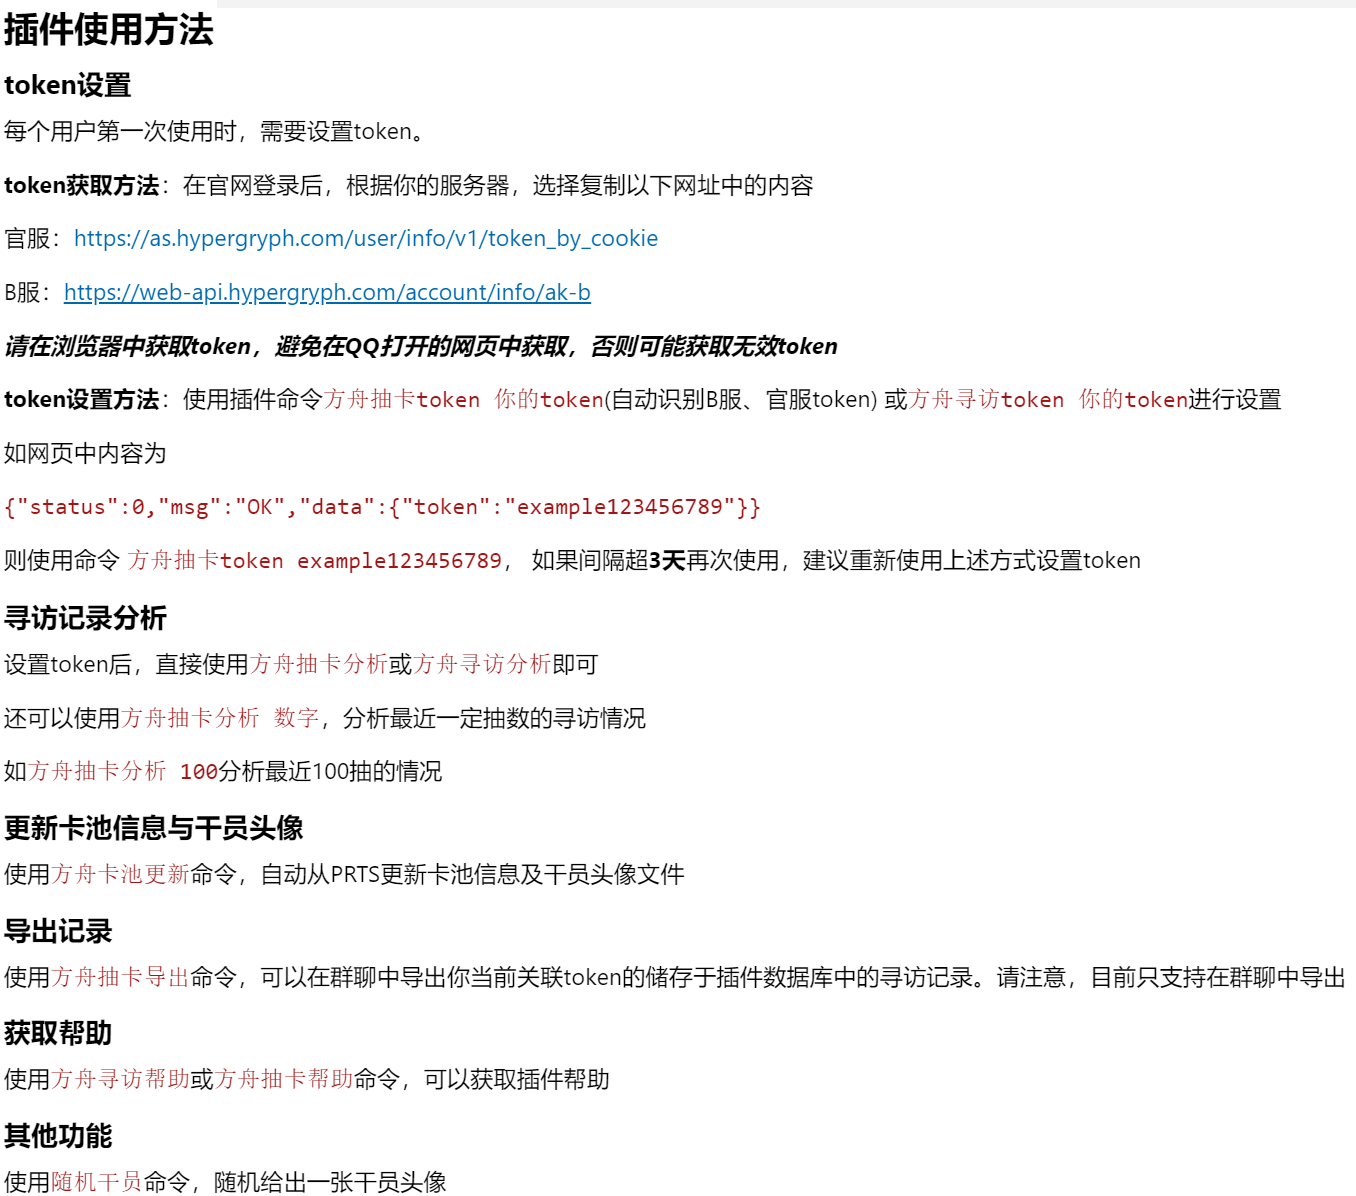 插件使用方法
token设置
每个用户第一次使用时，需要设置token。
token获取方法：在官网登录后，根据你的服务器，选择复制以下网址中的内容
官服：https://as.hypergryph.com/user/info/v1/token_by_cookie
B服：https://web-api.hypergryph.com/account/info/ak-b
请在浏览器中获取token，避免在QQ打开的网页中获取，否则可能获取无效token
token设置方法：使用插件命令方舟抽卡token 你的token(自动识别B服、官服token) 或方舟寻访token 你的token进行设置
如网页中内容为
{"status":0,"msg":"OK","data":{"token":"example123456789"}}
则使用命令 方舟抽卡token example123456789， 如果间隔超3天再次使用，建议重新使用上述方式设置token
寻访记录分析
设置token后，直接使用方舟抽卡分析或方舟寻访分析即可
还可以使用方舟抽卡分析 数字，分析最近一定抽数的寻访情况
如方舟抽卡分析 100分析最近100抽的情况
更新卡池信息与干员头像
使用方舟卡池更新命令，自动从PRTS更新卡池信息及干员头像文件
导出记录
使用方舟抽卡导出命令，可以在群聊中导出你当前关联token的储存于插件数据库中的寻访记录。请注意，目前只支持在群聊中导出
获取帮助
使用方舟寻访帮助或方舟抽卡帮助命令，可以获取插件帮助
其他功能
使用随机干员命令，随机给出一张干员头像